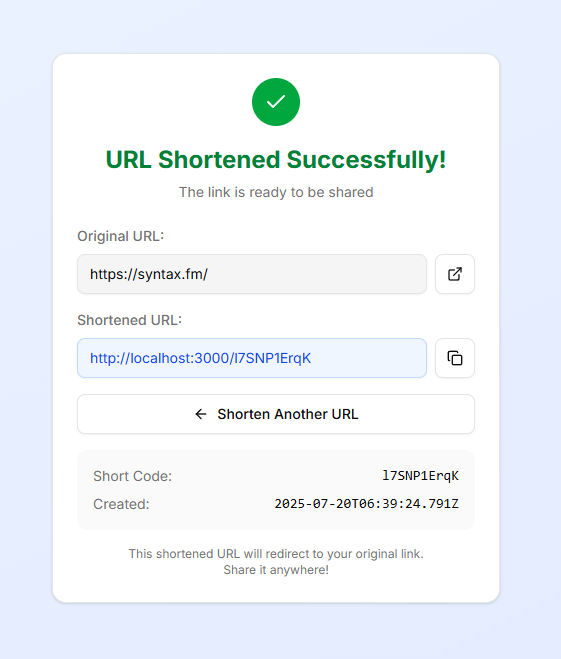 URL Shortened Successfully!
The link is ready to be shared
Original URL:
https://syntax.fm/
Shortened URL:
http://localhost:3000/l7SNP1ErqK
Shorten Another URL
Short Code: l7SNP1ErqK
Created: 2025-07-20T06:39:24.791Z
This shortened URL will redirect to your original link.
Share it anywhere!